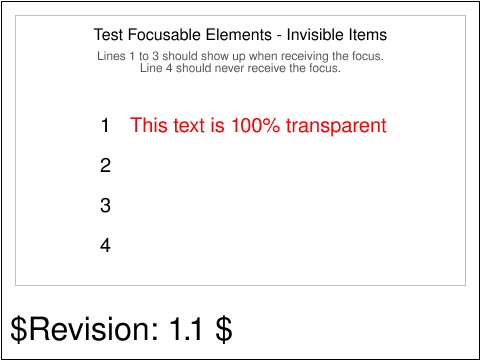 Test Focusable Elements - Invisible Items
Lines 1 to 3 should show up when receiving the focus.
Line 4 should never receive the focus.
1 This text is 100% transparent
2
3
4
$Revision: 1.1 $